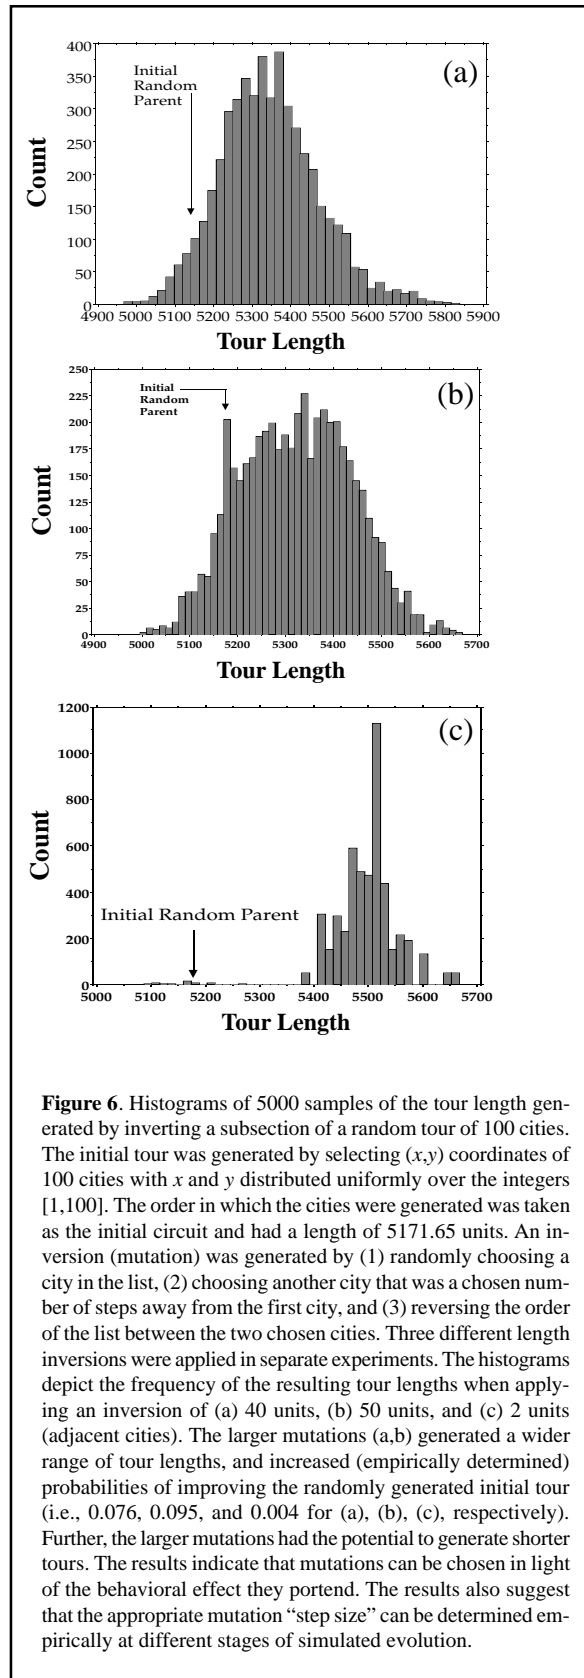 400
350
300
250
200
150
100
50
0
Count
Initial
Random
Parent
(a)
4900 5000 5100 5200 5300 5400 5500 5600 5700 5800 5900
Tour Length
250
225
200
175
150
125
100
75
50
25
0
Count
Initial
Random
Parent
(b)
4900 5000 5100 5200 5300 5400 5500 5600 5700
Tour Length
1200
1000
800
600
400
200
0
Count
Initial Random Parent
(c)
5000 5100 5200 5300 5400 5500 5600 5700
Tour Length
Figure 6. Histograms of 5000 samples of the tour length gen-
erated by inverting a subsection of a random tour of 100 cities.
The initial tour was generated by selecting (x,y) coordinates of
100 cities with x and y distributed uniformly over the integers
[1,100]. The order in which the cities were generated was taken
as the initial circuit and had a length of 5171.65 units. An in-
version (mutation) was generated by (1) randomly choosing a
city in the list, (2) choosing another city that was a chosen num-
ber of steps away from the first city, and (3) reversing the order
of the list between the two chosen cities. Three different length
inversions were applied in separate experiments. The histograms
depict the frequency of the resulting tour lengths when apply-
ing an inversion of (a) 40 units, (b) 50 units, and (c) 2 units
(adjacent cities). The larger mutations (a,b) generated a wider
range of tour lengths, and increased (empirically determined)
probabilities of improving the randomly generated initial tour
(i.e., 0.076, 0.095, and 0.004 for (a), (b), (c), respectively).
Further, the larger mutations had the potential to generate shorter
tours. The results indicate that mutations can be chosen in light
of the behavioral effect they portend. The results also suggest
that the appropriate mutation “step size” can be determined em-
pirically at different stages of simulated evolution.